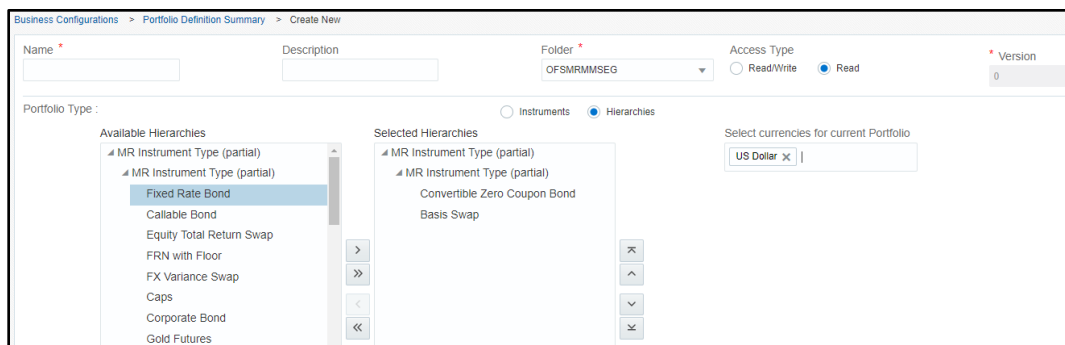 Business Configurations > Portfolio Definition Summary > Create New
Name * Description Folder * Access Type * Version
OFSMRMMSEG Read/Write Read 0
Portfolio Type : Instruments Hierarchies
Available Hierarchies Selected Hierarchies Select currencies for current Portfolio
MR Instrument Type (partial) MR Instrument Type (partial) US Dollar
MR Instrument Type (partial) MR Instrument Type (partial)
Fixed Rate Bond Convertible Zero Coupon Bond
Callable Bond Basis Swap
Equity Total Return Swap
FRN with Floor
FX Variance Swap
Caps
Corporate Bond
Gold Futures